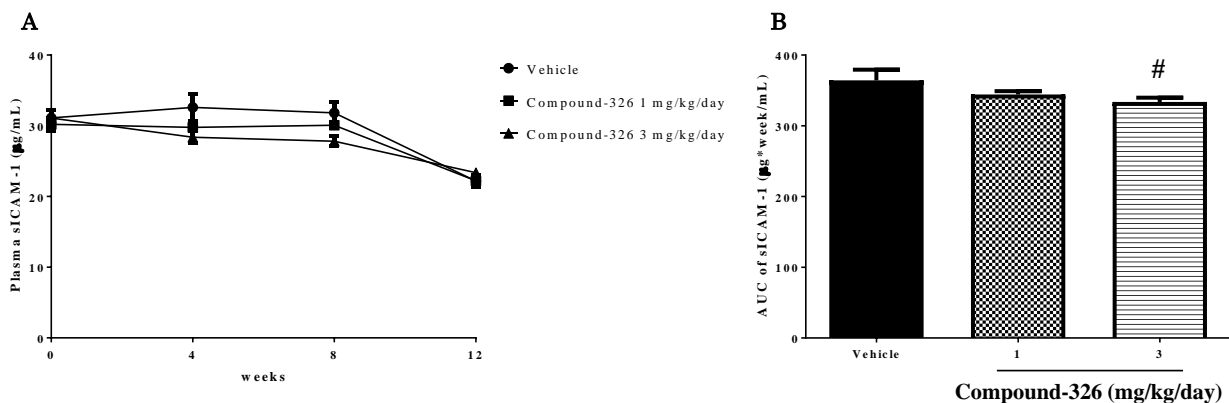 A
Plasma sICAM-1 (μg/mL)
40
30
20
10
0
0 4 8 12
weeks
Vehicle
Compound-326 1 mg/kg/day
Compound-326 3 mg/kg/day
B
AUC of sICAM-1 (μg*week/mL)
400
300
200
100
0
#
Vehicle 1 3
Compound-326 (mg/kg/day)